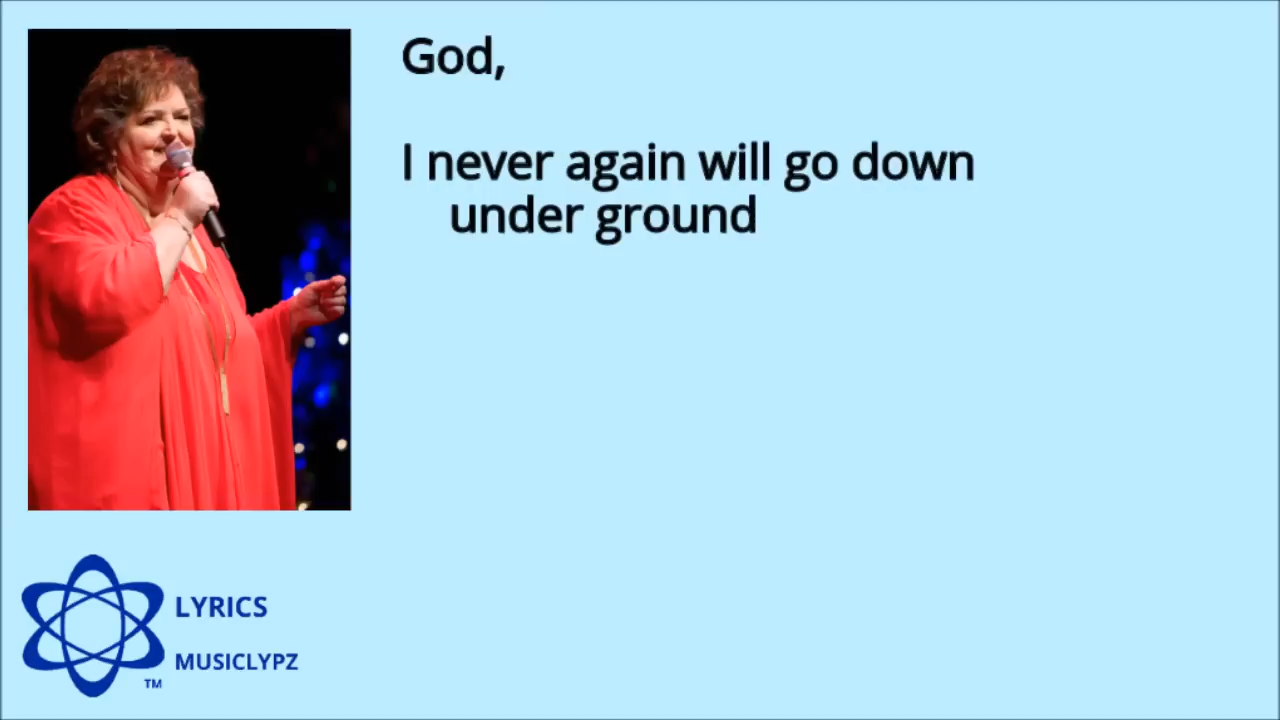 God,
I never again will go down
under ground
LYRICS
MUSICLYPZ
TM